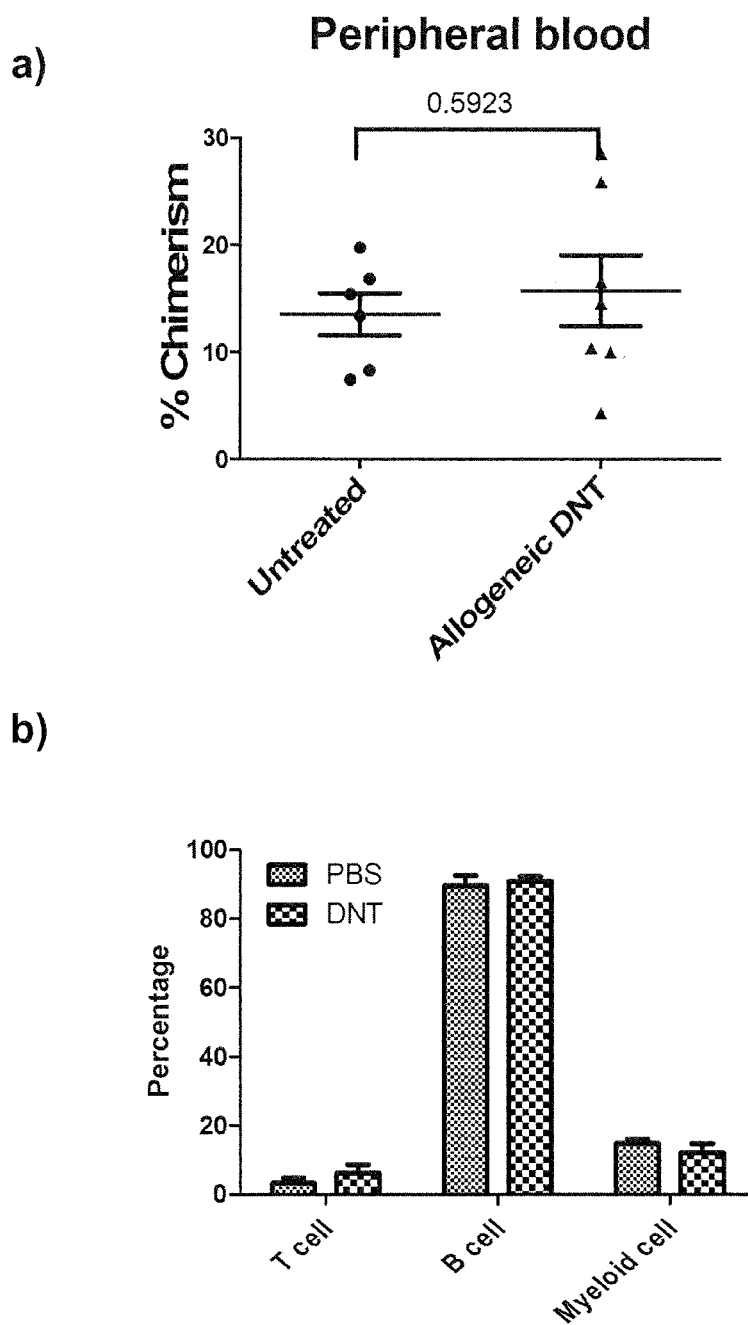 Peripheral blood
a)
0.5923
30
20
10
0
% Chimerism
Untreated
Allogeneic DNT
b)
100
80
60
40
20
0
Percentage
PBS
DNT
T cell
B cell
Myeloid cell